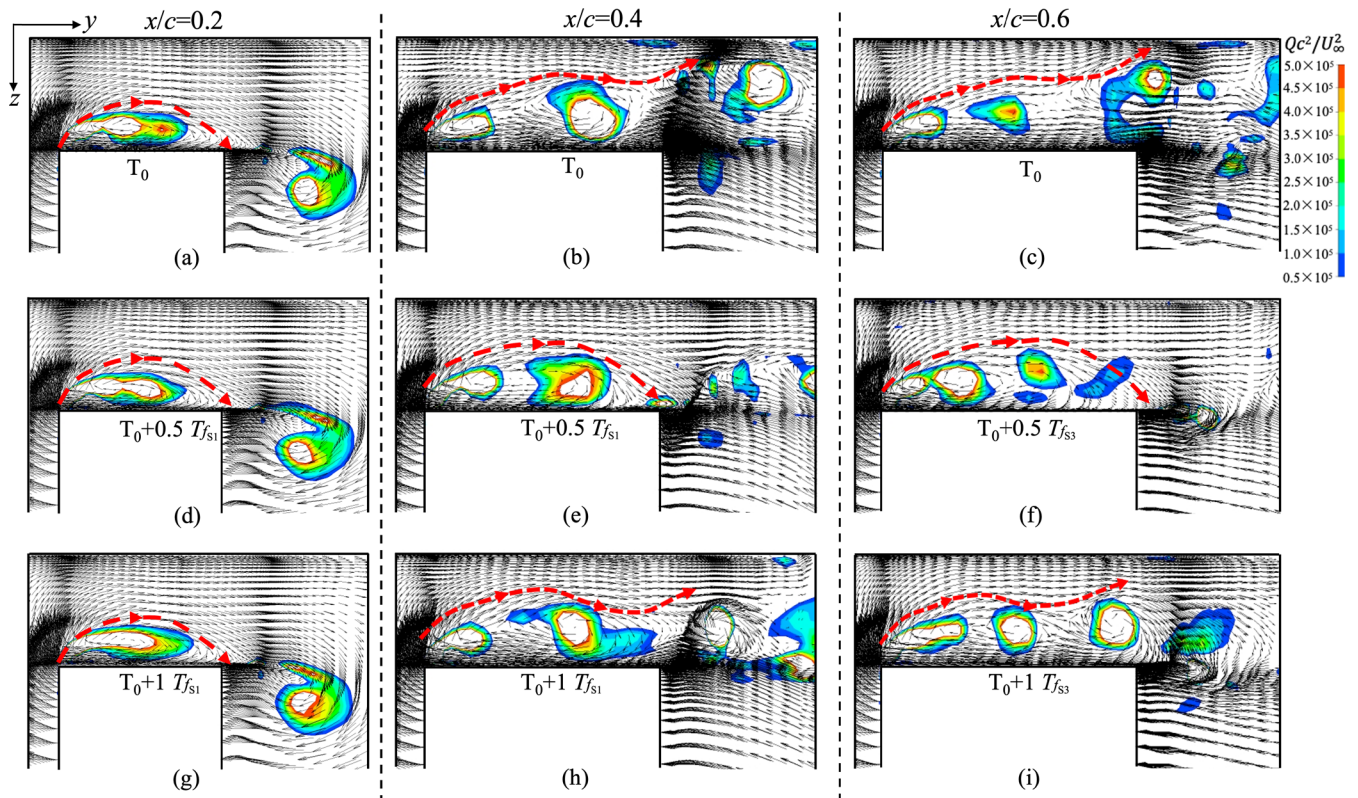 y
z
x/c=0.2
x/c=0.4
x/c=0.6
Qc²/U∞²
5.0×10⁵
4.5×10⁵
4.0×10⁵
3.5×10⁵
3.0×10⁵
2.5×10⁵
2.0×10⁵
1.5×10⁵
1.0×10⁵
0.5×10⁵
T₀
T₀
T₀
(a)
(b)
(c)
T₀+0.5 T_fS1
T₀+0.5 T_fS1
T₀+0.5 T_fS3
(d)
(e)
(f)
T₀+1 T_fS1
T₀+1 T_fS1
T₀+1 T_fS3
(g)
(h)
(i)